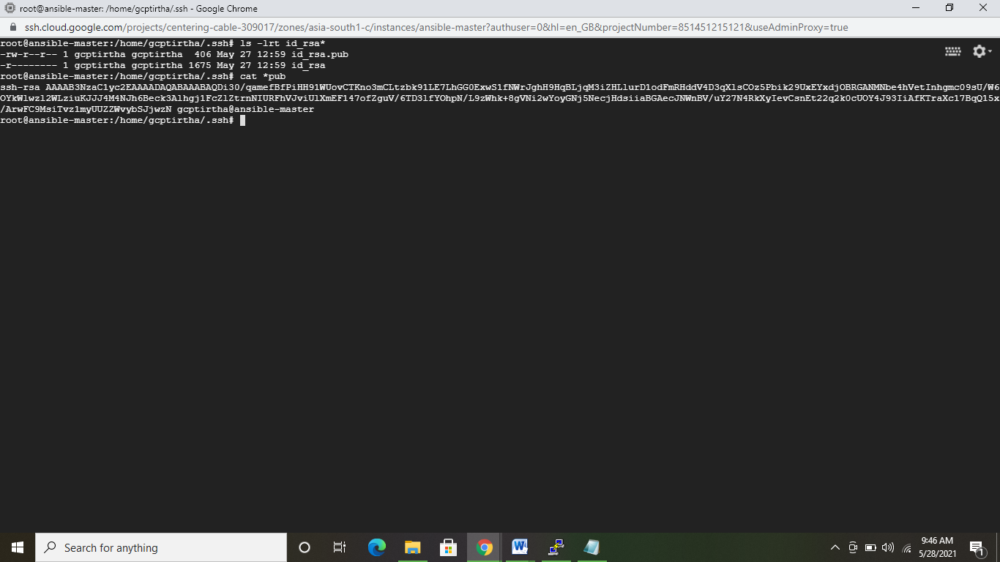 root@ansible-master: /home/gcptirtha/.ssh - Google Chrome
ssh.cloud.google.com/projects/centering-cable-309017/zones/asia-south1-c/instances/ansible-master?authuser=0&hl=en_GB&projectNumber=851451215121&useAdminProxy=true
root@ansible-master:/home/gcptirtha/.ssh# ls -lrt id_rsa*
-rw-r--r-- 1 gcptirtha gcptirtha  406 May 27 12:59 id_rsa.pub
-r-------- 1 gcptirtha gcptirtha 1675 May 27 12:59 id_rsa
root@ansible-master:/home/gcptirtha/.ssh# cat *pub
ssh-rsa AAAAB3NzaC1yc2EAAAADAQABAAABAQDi30/qamefBfPiHH91WUovCTKno3mCLtzbk91LE7LhGG0ExwS1fNWrJghH9HqBLjqM3iZHLlurD1odFmRHddV4D3qXlsCOz5Pbik29UxEYxdjOBRGANMNbe4hVetInhgmc09sU/W6
OYkWlwzl2WLziuKJJJ4M4NJh6Beck3Alhgj1FcZlZtrnNIURFhVJviUlXmEF147ofZguV/6TD3lfYOhpN/L9zWhk+8gVNi2wYoyGNj5NecjHdsiiaBGAecJNWnBV/uY27N4RkXyIevCsnEt22q2k0cUOY4J93IiAfKTraXc17BqQ15x
/ArwFC9MsiTvz1myUUZZWvybSJjwzN gcptirtha@ansible-master
root@ansible-master:/home/gcptirtha/.ssh#
Search for anything
9:46 AM
5/28/2021
1